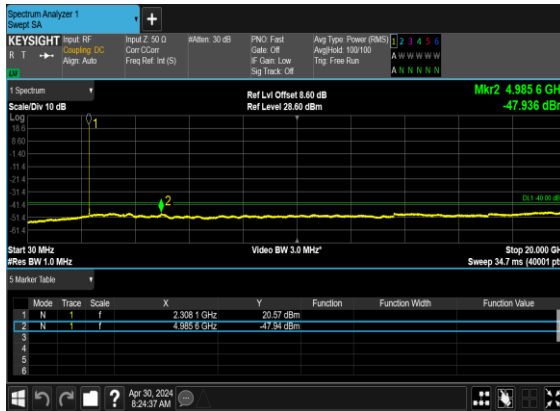 Spectrum Analyzer 1
Swept SA
+
KEYSIGHT Input: RF Input Z: 50 Ω #Atten: 30 dB PNO: Fast Avg Type: Power (RMS) 1 2 3 4 5 6
R T Coupling: DC Corr CCorr Gate: Off Avg|Hold: 100/100 A W W W W W
Align: Auto Freq Ref: Int (S) IF Gain: Low Trig: Free Run
LXI Sig Track: Off A N N N N N
1 Spectrum Ref Lvl Offset 8.60 dB Mkr2 4.985 6 GH
Scale/Div 10 dB Ref Level 28.60 dBm -47.936 dB
Log
1
18.6
8.60
-1.40
-11.4
-21.4
-31.4
DL1 -40.00 dB
-41.4
2
-51.4
-61.4
Start 30 MHz Video BW 3.0 MHz* Stop 20.000 GH
#Res BW 1.0 MHz Sweep 34.7 ms (40001 pt
5 Marker Table
Mode Trace Scale X Y Function Function Width Function Value
1 N 1 f 2.308 1 GHz 20.57 dBm
2 N 1 f 4.985 6 GHz -47.94 dBm
3
4
5
6
? Apr 30, 2024
8:24:37 AM